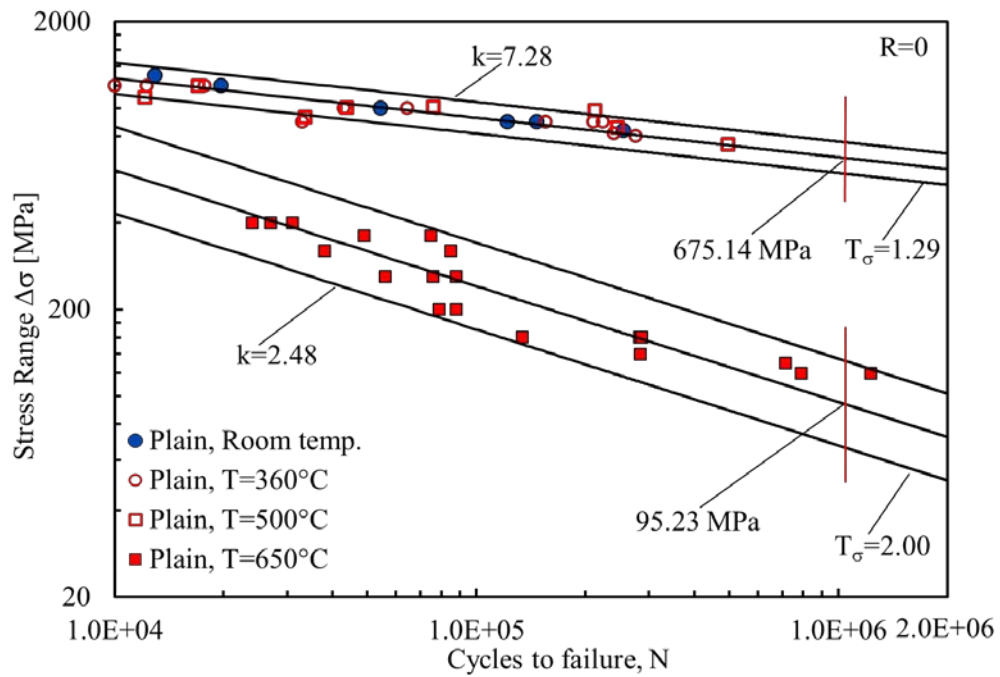 2000
R=0
k=7.28
675.14 MPa
Tσ=1.29
Stress Range Δσ [MPa]
200
k=2.48
Plain, Room temp.
Plain, T=360°C
Plain, T=500°C
Plain, T=650°C
95.23 MPa
Tσ=2.00
20
1.0E+04
1.0E+05
1.0E+06
2.0E+06
Cycles to failure, N